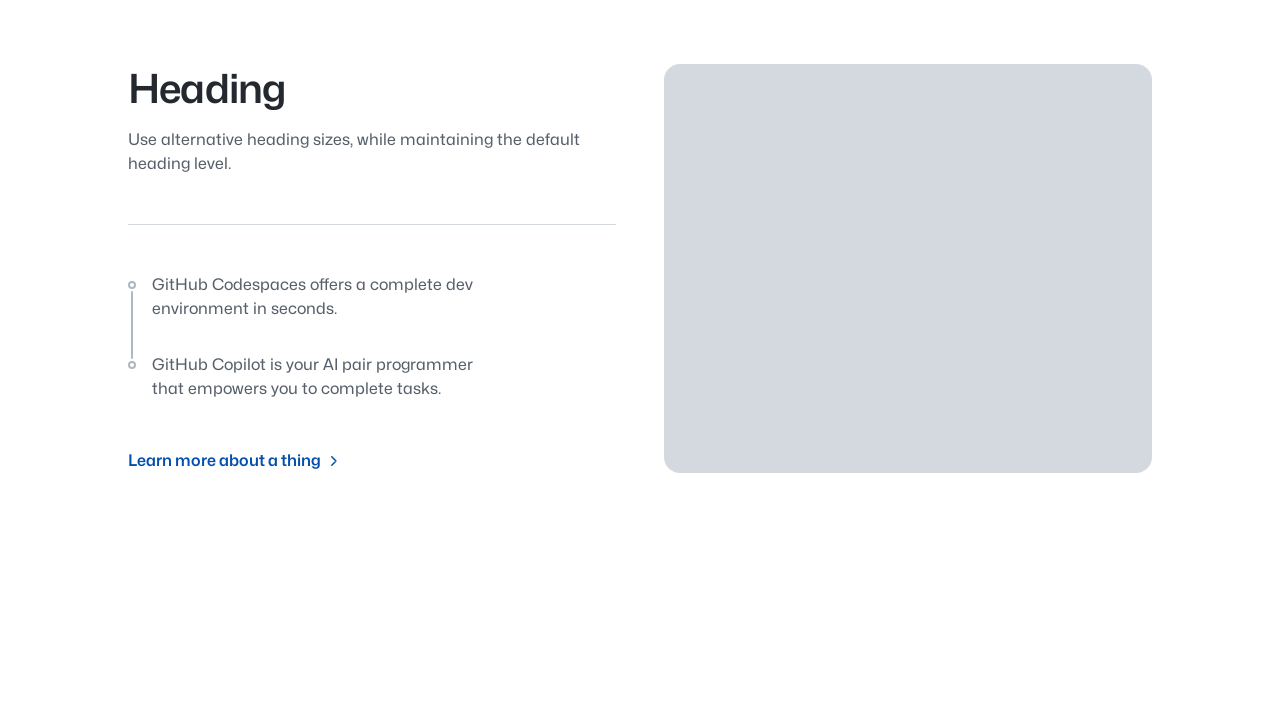 Heading
Use alternative heading sizes, while maintaining the default
heading level.
GitHub Codespaces offers a complete dev
environment in seconds.
GitHub Copilot is your AI pair programmer
that empowers you to complete tasks.
Learn more about a thing